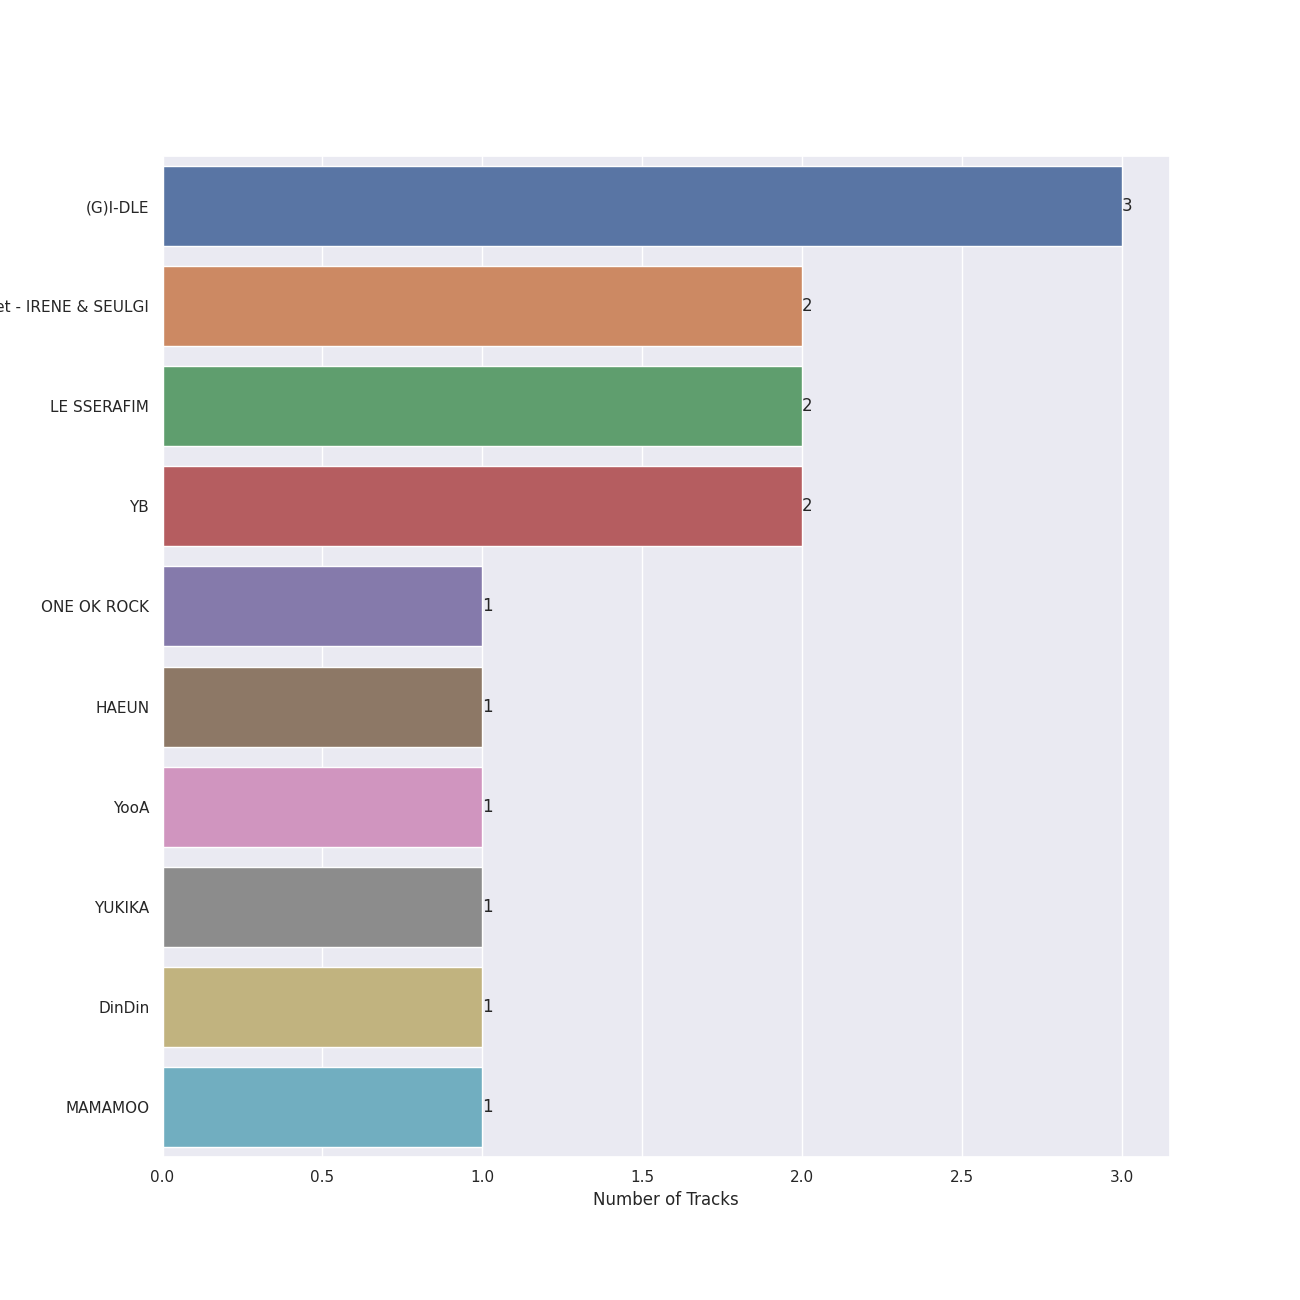 (G)I-DLE 3
et - IRENE & SEULGI 2
LE SSERAFIM 2
YB 2
ONE OK ROCK 1
HAEUN 1
YooA 1
YUKIKA 1
DinDin 1
MAMAMOO 1
0.0 0.5 1.0 1.5 2.0 2.5 3.0
Number of Tracks